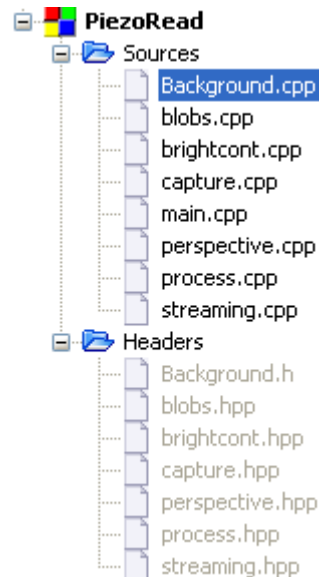 PiezoRead
Sources
Background.cpp
blobs.cpp
brightcont.cpp
capture.cpp
main.cpp
perspective.cpp
process.cpp
streaming.cpp
Headers
Background.h
blobs.hpp
brightcont.hpp
capture.hpp
perspective.hpp
process.hpp
streaming.hpp